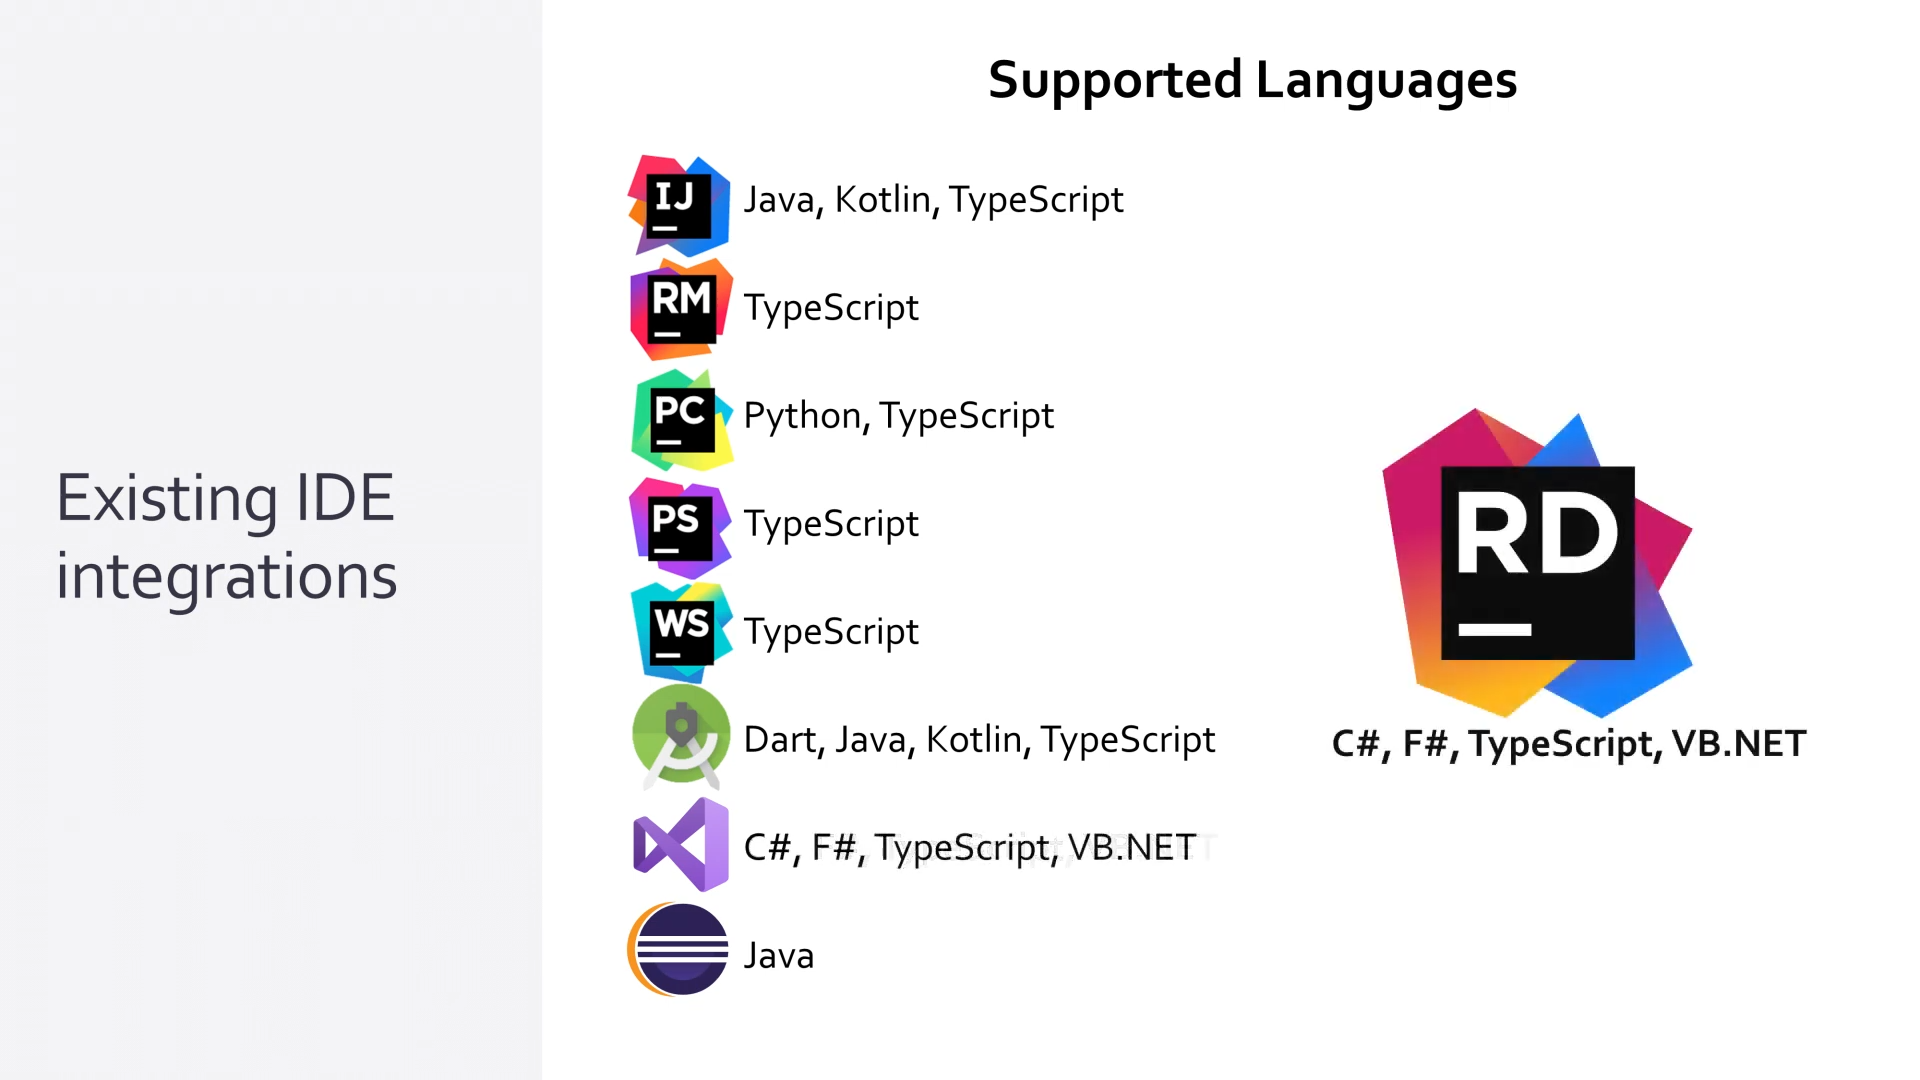 Supported Languages
Existing IDE
integrations
IJ
Java, Kotlin, TypeScript
RM
TypeScript
PC
Python, TypeScript
PS
TypeScript
WS
TypeScript
Dart, Java, Kotlin, TypeScript
C#, F#, TypeScript, VB.NET
Java
RD
C#, F#, TypeScript, VB.NET